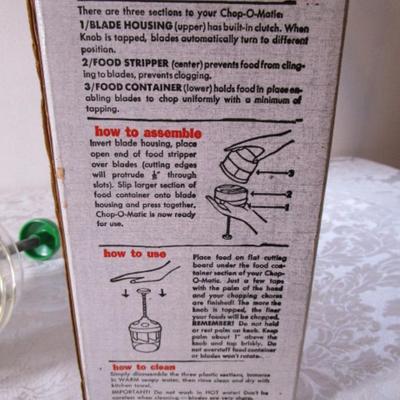 There are three sections to your Chop-O-Matic:
1/BLADE HOUSING (upper) has built-in clutch. When
Knob is tapped, blades automatically turn to different
position.
2/FOOD STRIPPER (center) prevents food from cling-
ing to blades, prevents clogging.
3/FOOD CONTAINER (lower) holds food in place en-
abling blades to chop uniformly with a minimum of
tapping.
how to assemble
Invert blade housing, place
open end of food stripper
over blades (cutting edges
will protrude ⅛" through
slots). Slip larger section of
food container onto blade
housing and press together.
Chop-O-Matic is now ready
for use.
3
2
1
how to use
Place food on flat cutting
board under the food con-
tainer section of your Chop-
O-Matic. Just a few taps
with the palm of the hand
and your chopping chores
are finished! The more the
knob is tapped, the finer
your foods will be chopped.
REMEMBER! Do not hold
or rest palm on knob. Keep
palm about 1" above the
knob and tap briskly. Do
not overstuff food container
or blades won't rotate.
how to clean
Simply disassemble the three plastic sections, immerse
in WARM soapy water, then rinse clean and dry with
kitchen towel.
IMPORTANT! Do not wash in HOT water! Don't be
careless when cleaning – blades are very sharp.